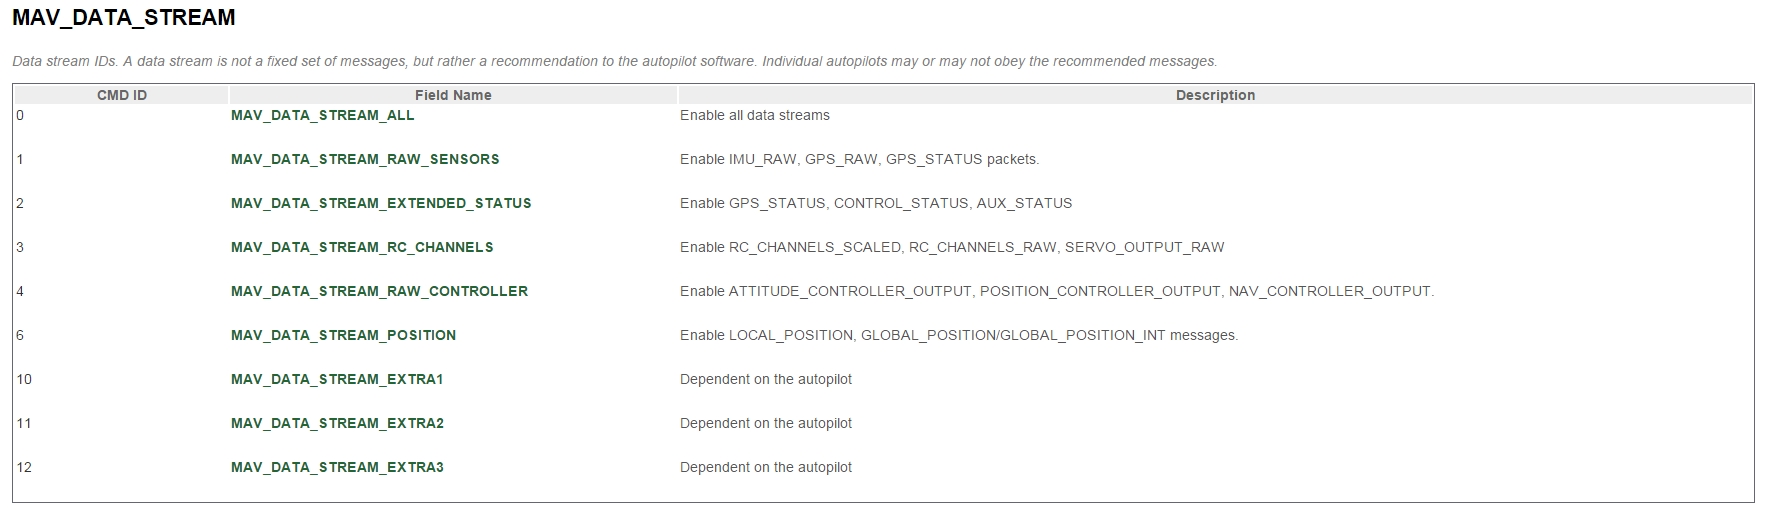 MAV_DATA_STREAM
Data stream IDs. A data stream is not a fixed set of messages, but rather a recommendation to the autopilot software. Individual autopilots may or may not obey the recommended messages.
CMD ID Field Name Description
0 MAV_DATA_STREAM_ALL Enable all data streams
1 MAV_DATA_STREAM_RAW_SENSORS Enable IMU_RAW, GPS_RAW, GPS_STATUS packets.
2 MAV_DATA_STREAM_EXTENDED_STATUS Enable GPS_STATUS, CONTROL_STATUS, AUX_STATUS
3 MAV_DATA_STREAM_RC_CHANNELS Enable RC_CHANNELS_SCALED, RC_CHANNELS_RAW, SERVO_OUTPUT_RAW
4 MAV_DATA_STREAM_RAW_CONTROLLER Enable ATTITUDE_CONTROLLER_OUTPUT, POSITION_CONTROLLER_OUTPUT, NAV_CONTROLLER_OUTPUT.
6 MAV_DATA_STREAM_POSITION Enable LOCAL_POSITION, GLOBAL_POSITION/GLOBAL_POSITION_INT messages.
10 MAV_DATA_STREAM_EXTRA1 Dependent on the autopilot
11 MAV_DATA_STREAM_EXTRA2 Dependent on the autopilot
12 MAV_DATA_STREAM_EXTRA3 Dependent on the autopilot